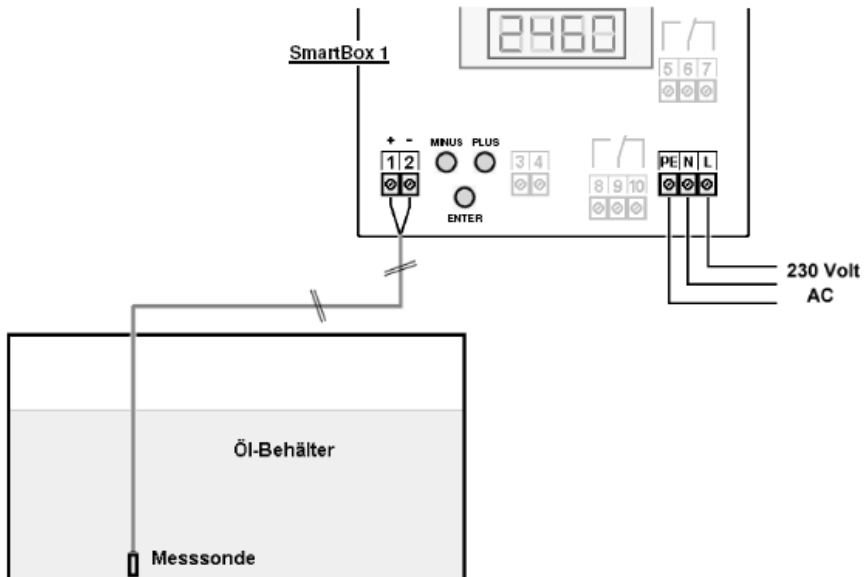 2460
SmartBox 1
5 6 7
+ -
MINUS PLUS
1 2
3 4
PE N L
8 9 10
ENTER
230 Volt
AC
Öl-Behälter
Messsonde